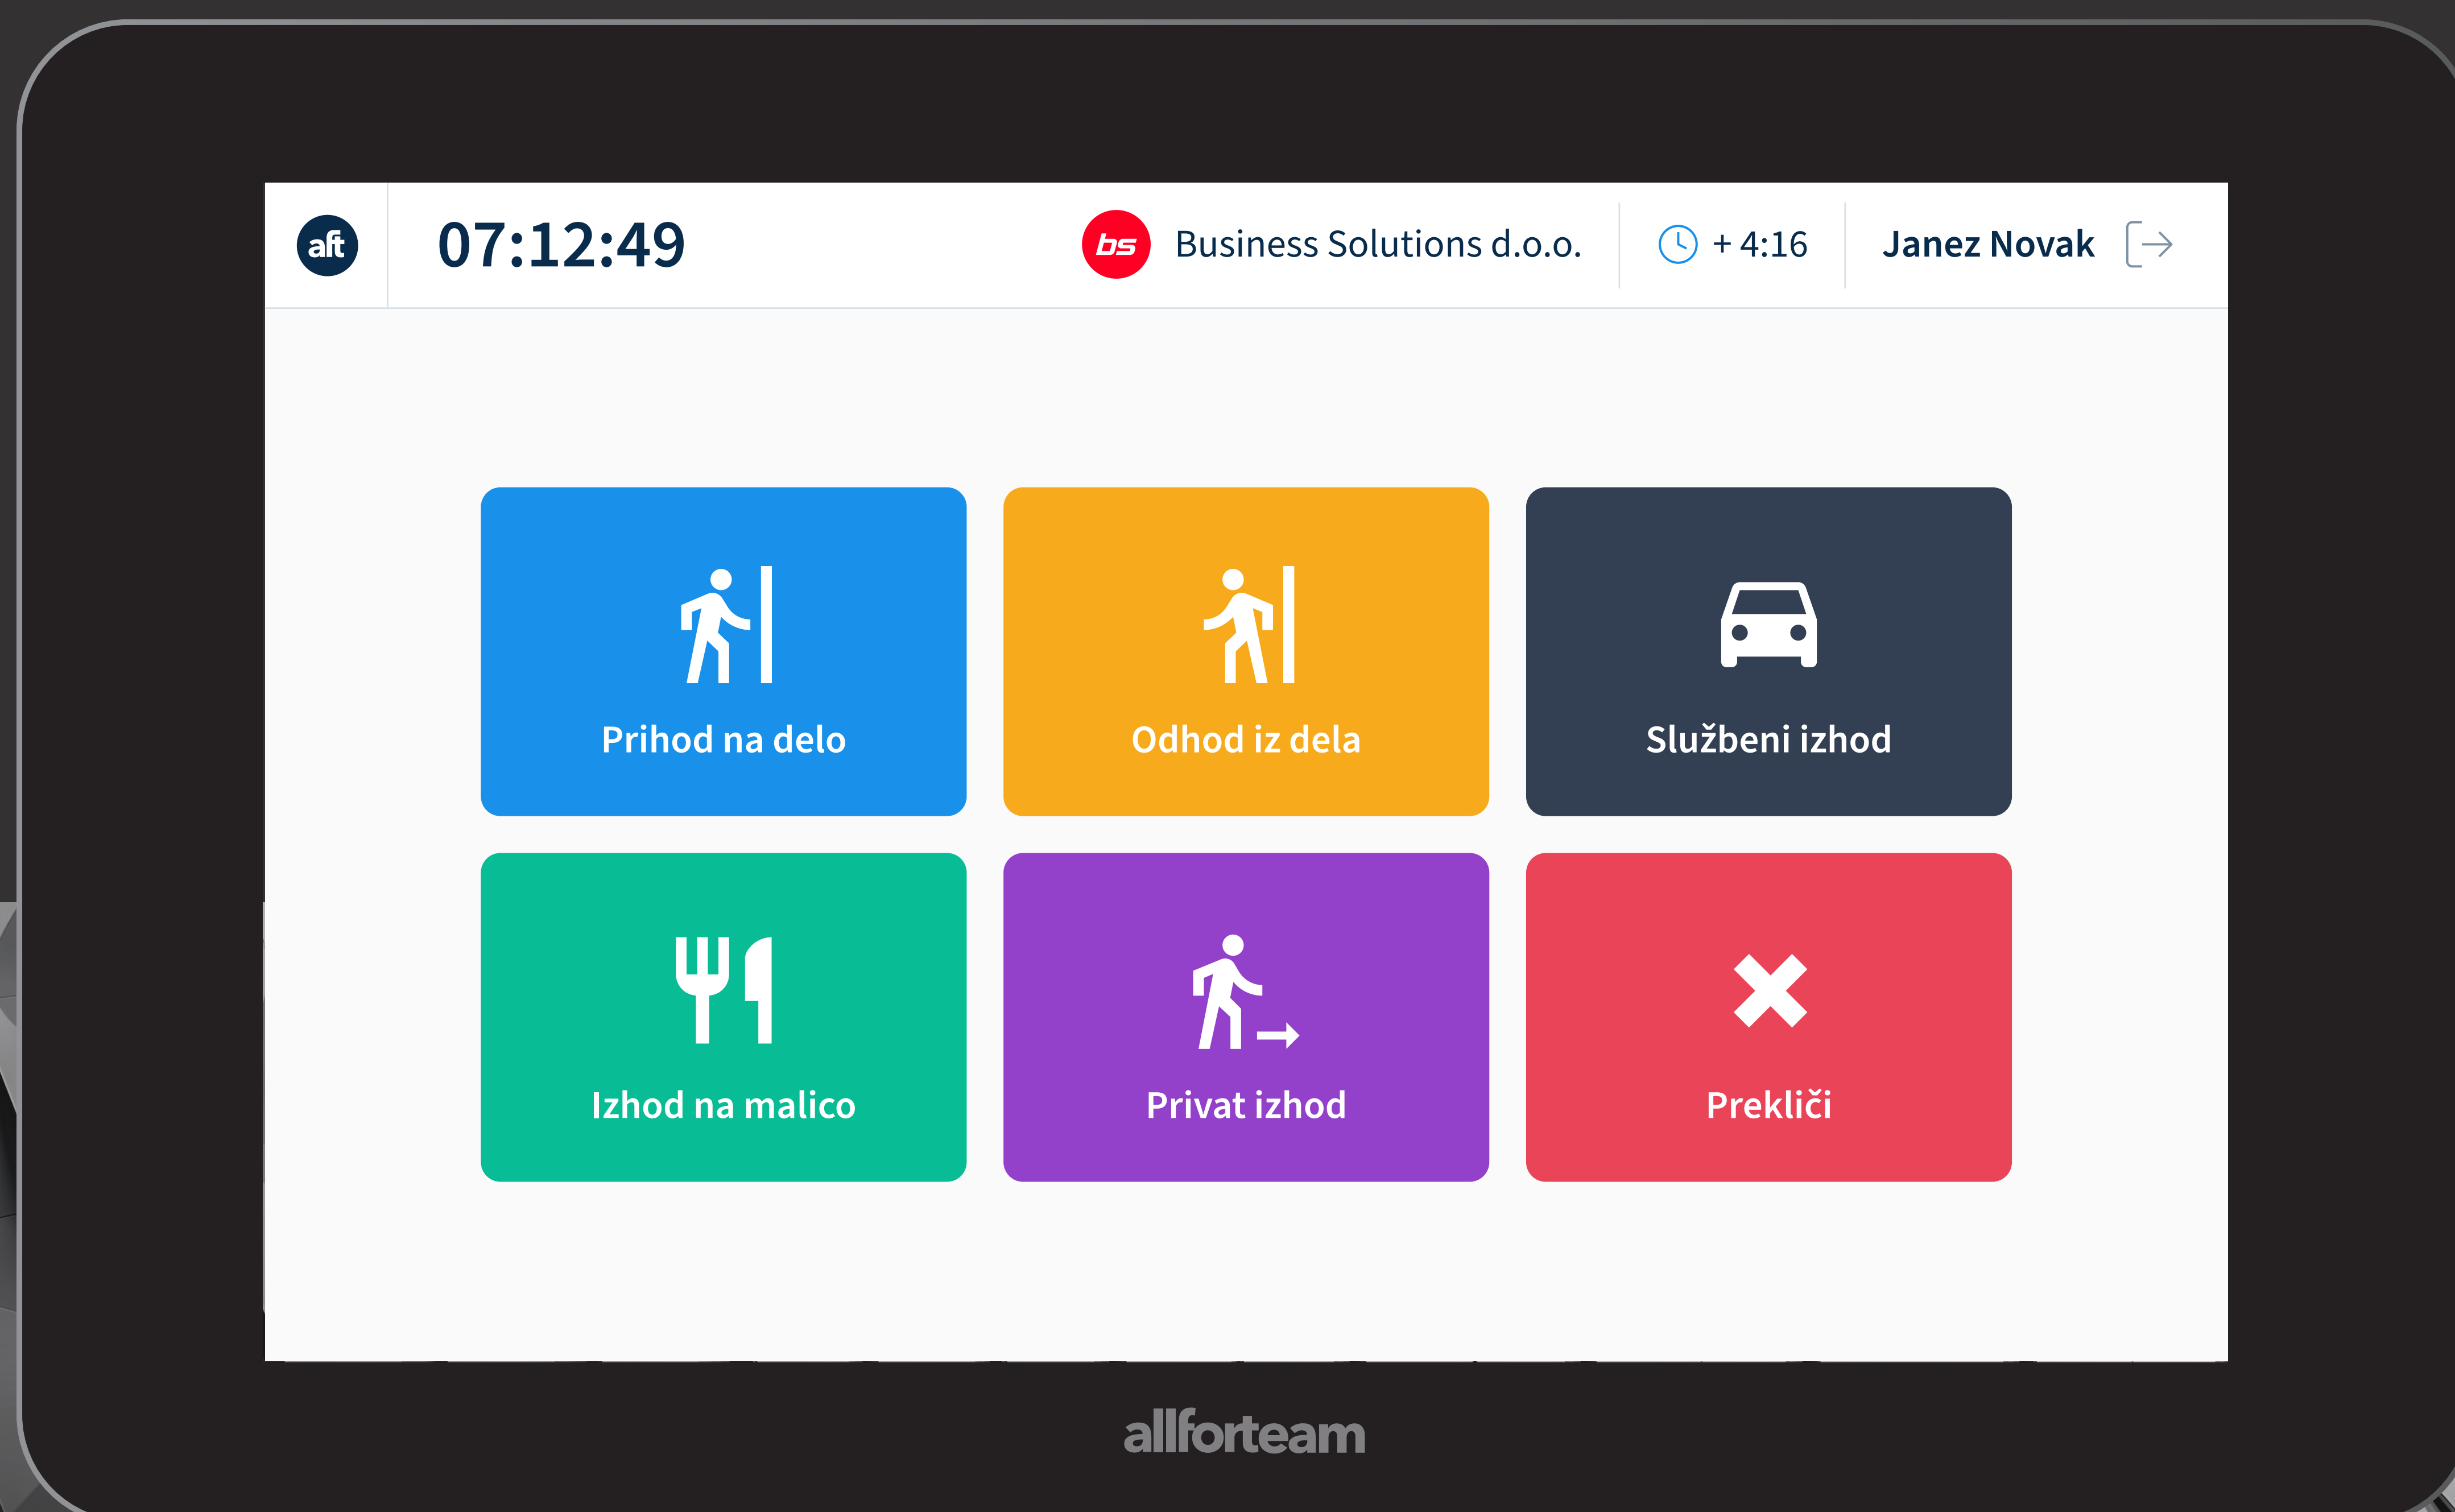 aft
07:12:49
bs
Business Solutions d.o.o.
+ 4:16
Janez Novak
Prihod na delo
Odhod iz dela
Službeni izhod
Izhod na malico
Privat izhod
Prekliči
allforteam